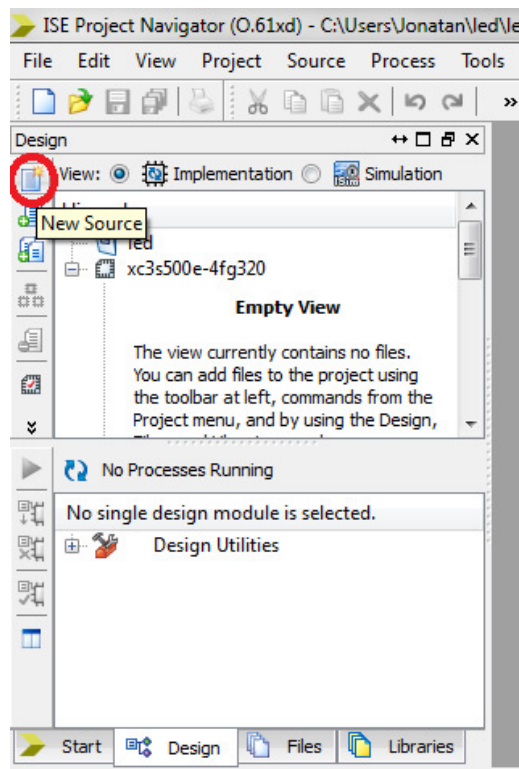 ISE Project Navigator (O.61xd) - C:\Users\Jonatan\led\le
File Edit View Project Source Process Tools
»
Design
View: Implementation Simulation
New Source
led
xc3s500e-4fg320
Empty View
The view currently contains no files.
You can add files to the project using
the toolbar at left, commands from the
Project menu, and by using the Design,
No Processes Running
No single design module is selected.
Design Utilities
Start Design Files Libraries